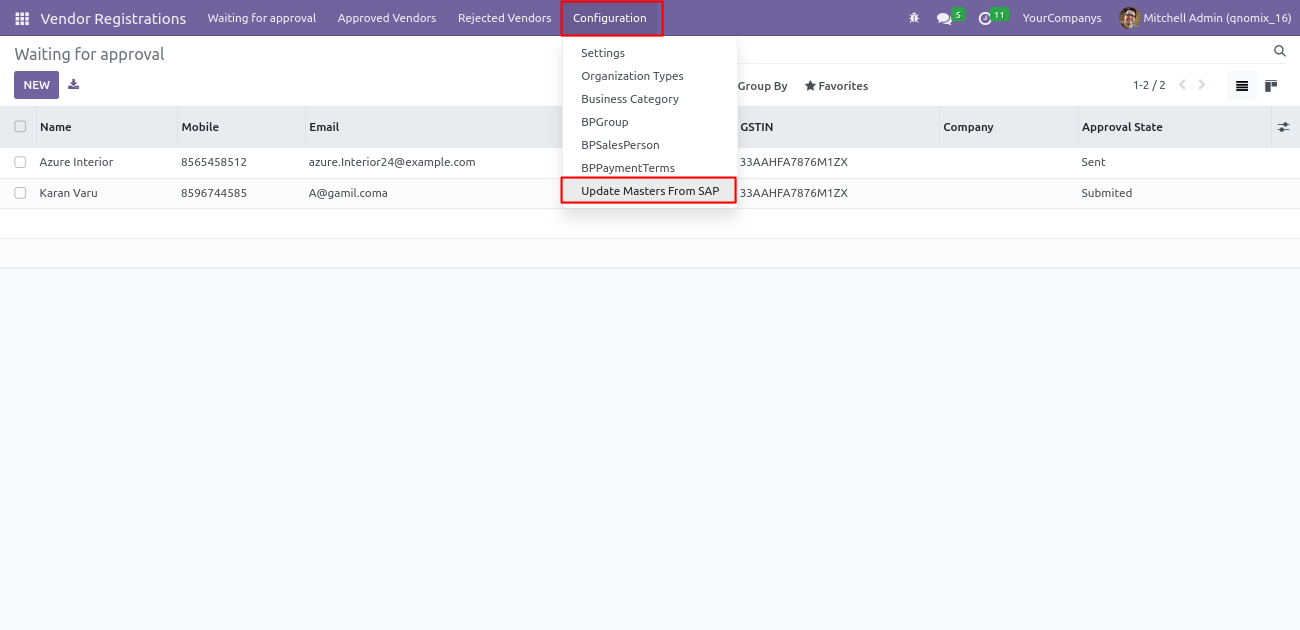 Vendor Registrations Waiting for approval Approved Vendors Rejected Vendors Configuration 5 11 YourCompanys Mitchell Admin (qnomix_16)
Waiting for approval
Settings
Organization Types
Business Category
BPGroup
BPSalesPerson
BPPaymentTerms
Update Masters From SAP
NEW Group By Favorites 1-2 / 2
Name Mobile Email GSTIN Company Approval State
Azure Interior 8565458512 azure.Interior24@example.com 33AAHFA7876M1ZX Sent
Karan Varu 8596744585 A@gamil.coma 33AAHFA7876M1ZX Submited